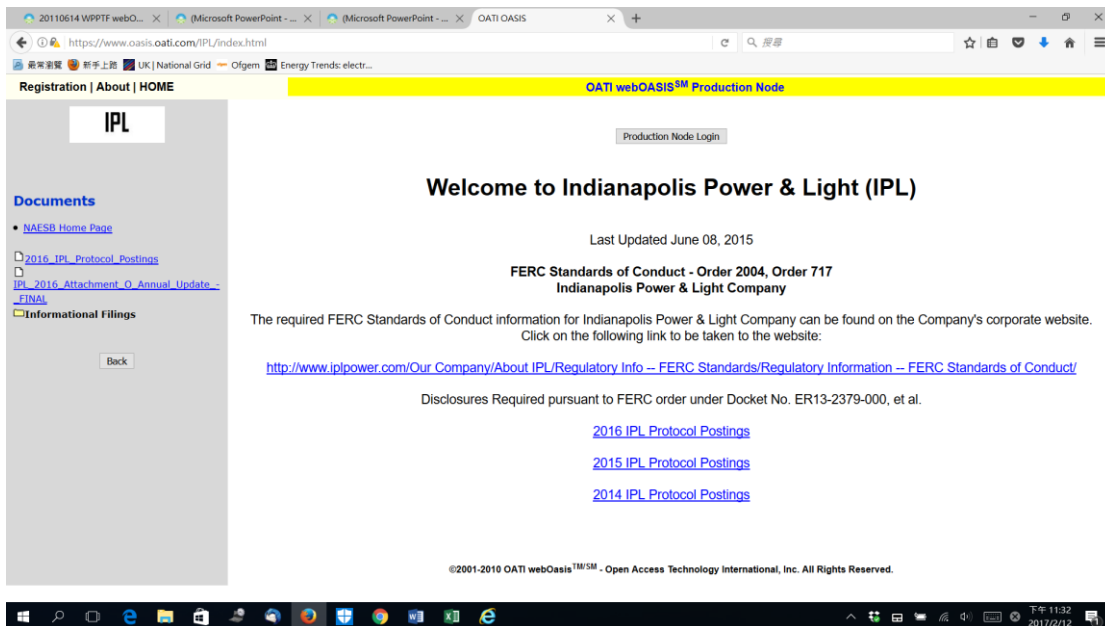 20110614 WPPTF webO...
(Microsoft PowerPoint - ...
(Microsoft PowerPoint - ...
OATI OASIS
https://www.oasis.oati.com/IPL/index.html
搜尋
最常瀏覽
新手上路
UK | National Grid
Ofgem
Energy Trends: electr...
Registration | About | HOME
OATI webOASIS SM Production Node
IPL
Production Node Login
Welcome to Indianapolis Power & Light (IPL)
Documents
NAESB Home Page
2016_IPL_Protocol_Postings
IPL_2016_Attachment_O_Annual_Update_-
_FINAL
Informational Filings
Back
Last Updated June 08, 2015
FERC Standards of Conduct - Order 2004, Order 717
Indianapolis Power & Light Company
The required FERC Standards of Conduct information for Indianapolis Power & Light Company can be found on the Company's corporate website.
Click on the following link to be taken to the website:
http://www.iplpower.com/Our Company/About IPL/Regulatory Info -- FERC Standards/Regulatory Information -- FERC Standards of Conduct/
Disclosures Required pursuant to FERC order under Docket No. ER13-2379-000, et al.
2016 IPL Protocol Postings
2015 IPL Protocol Postings
2014 IPL Protocol Postings
©2001-2010 OATI webOasis TM/SM - Open Access Technology International, Inc. All Rights Reserved.
下午 11:32
2017/2/12